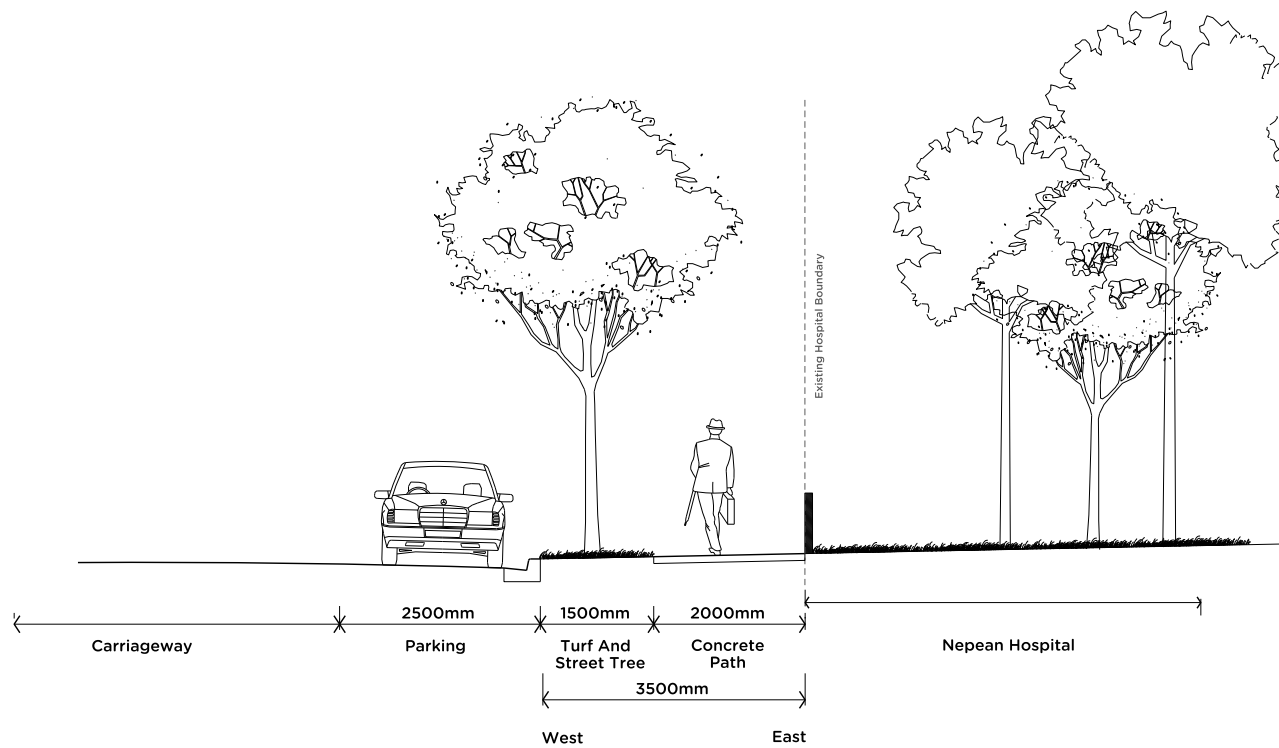 Existing Hospital Boundary
2500mm
1500mm
2000mm
Carriageway
Parking
Turf And
Street Tree
Concrete
Path
Nepean Hospital
3500mm
West
East